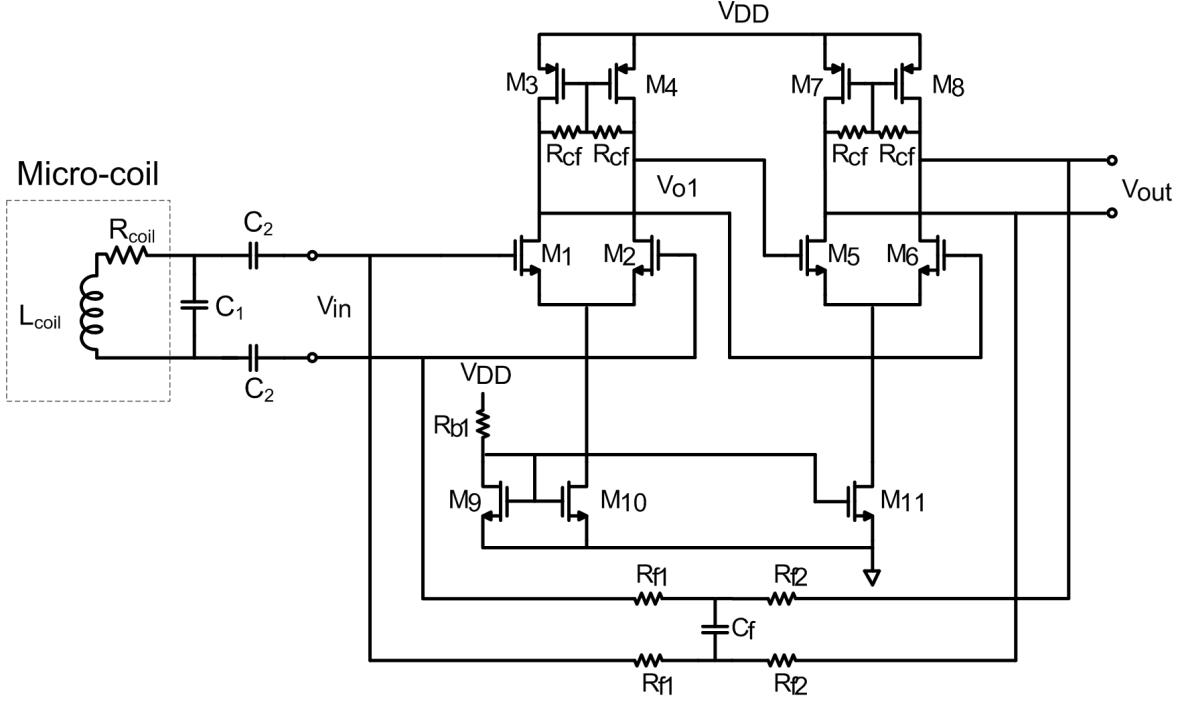 VDD
M3
M4
M7
M8
Rcf
Rcf
Rcf
Rcf
Micro-coil
Vo1
Vout
Rcoil
C2
M1
M2
M5
M6
Lcoil
C1
Vin
C2
VDD
Rb1
M9
M10
M11
Rf1
Rf2
Cf
Rf1
Rf2